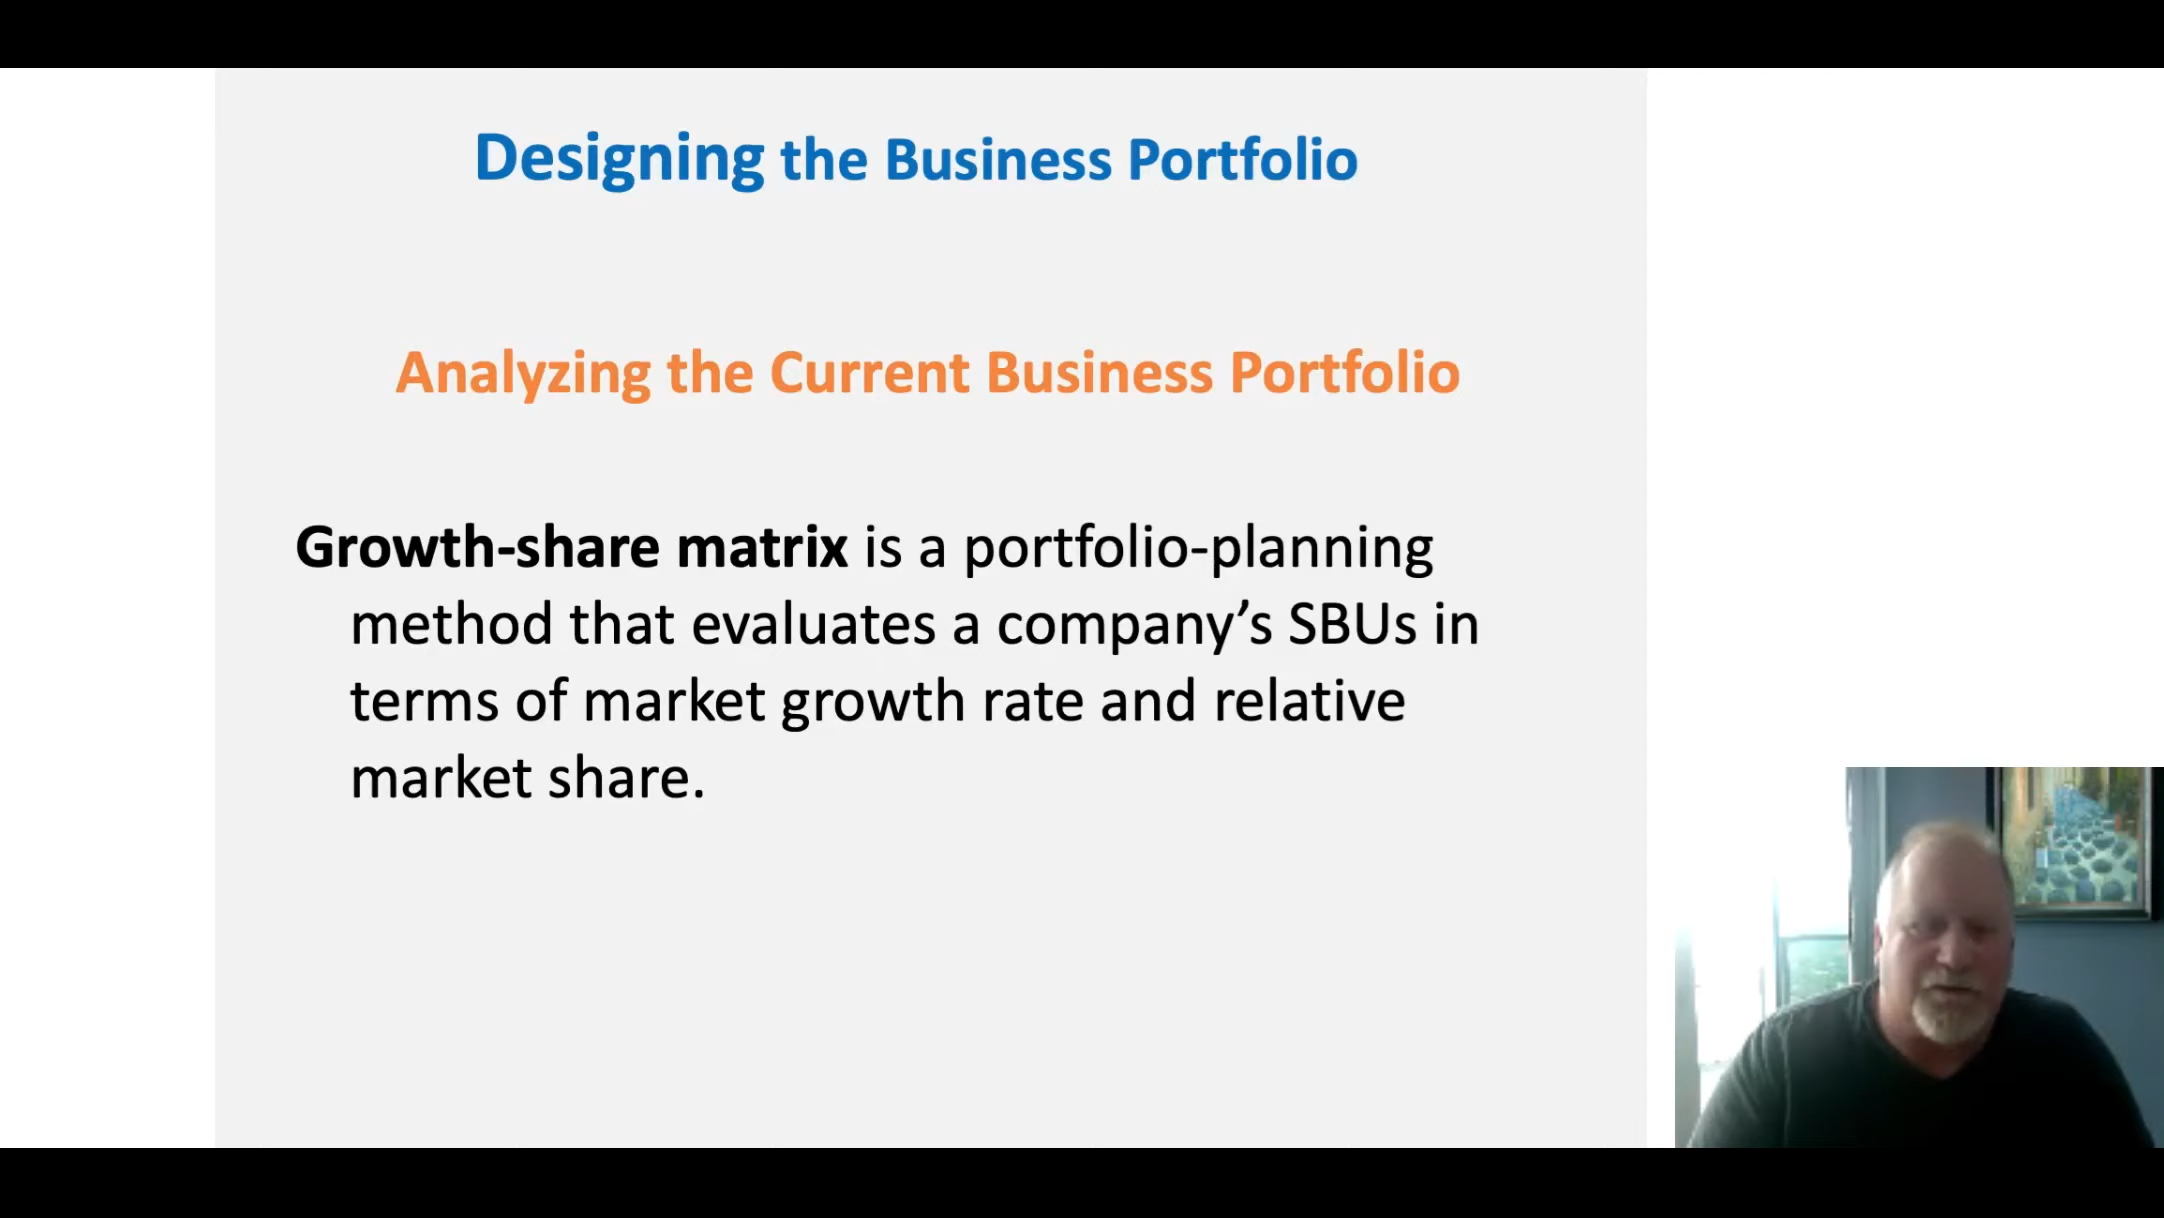 Designing the Business Portfolio
Analyzing the Current Business Portfolio
Growth-share matrix is a portfolio-planning
method that evaluates a company’s SBUs in
terms of market growth rate and relative
market share.